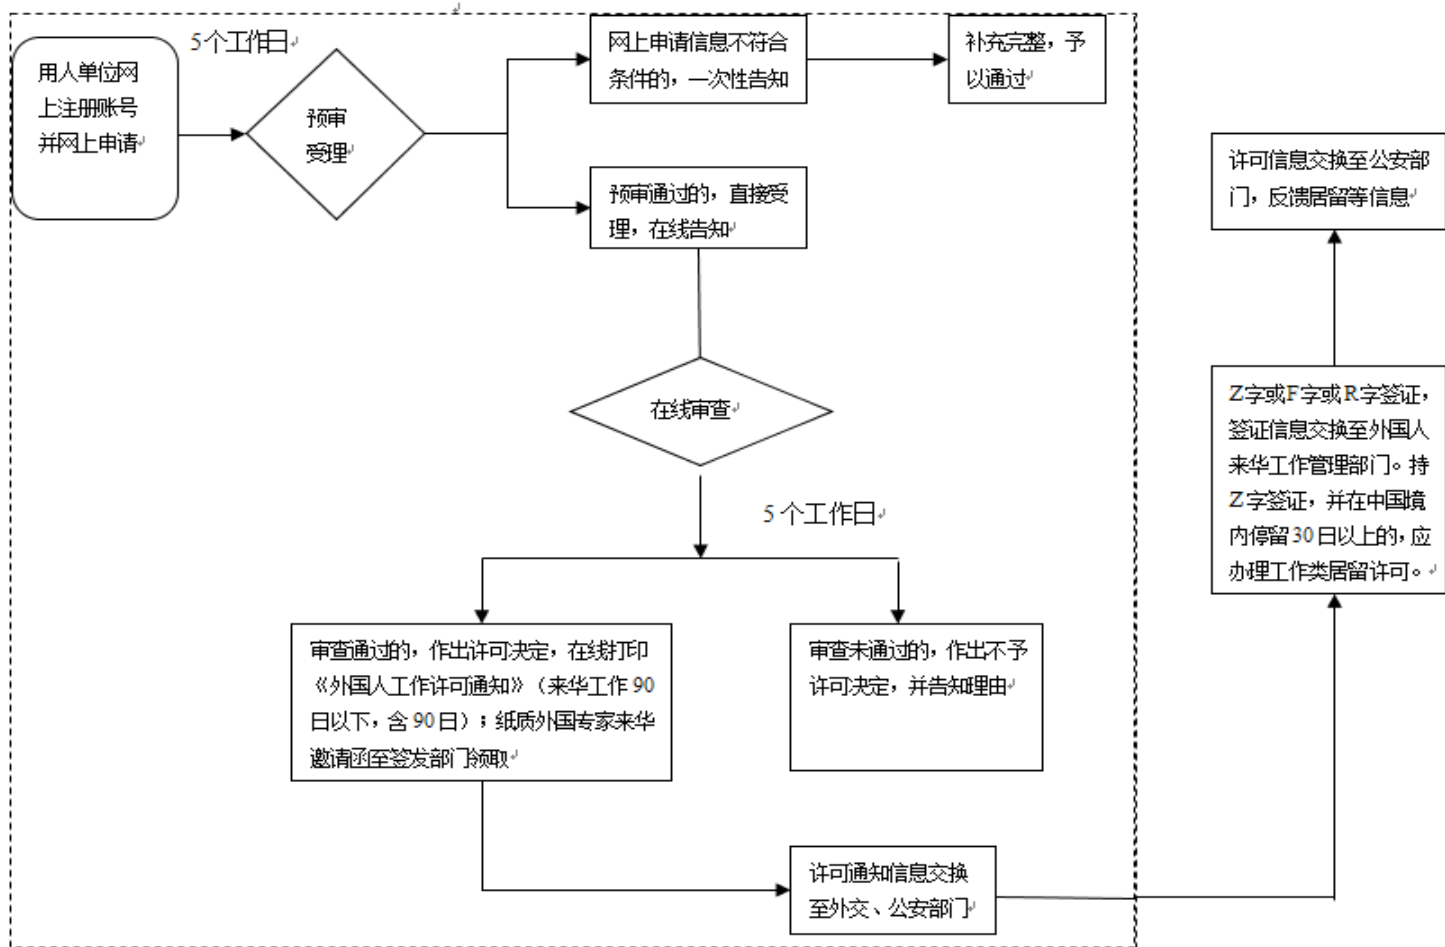 5个工作日
用人单位网
上注册账号
并网上申请
预审
受理
网上申请信息不符合
条件的，一次性告知
补充完整，予
以通过
预审通过的，直接受
理，在线告知
在线审查
5个工作日
审查通过的，作出许可决定，在线打印
《外国人工作许可通知》（来华工作90
日以下，含90日）；纸质外国专家来华
邀请函至签发部门领取
审查未通过的，作出不予
许可决定，并告知理由
许可通知信息交换
至外交、公安部门
Z字或F字或R字签证，
签证信息交换至外国人
来华工作管理部门。持
Z字签证，并在中国境
内停留30日以上的，应
办理工作类居留许可。
许可信息交换至公安部
门，反馈居留等信息